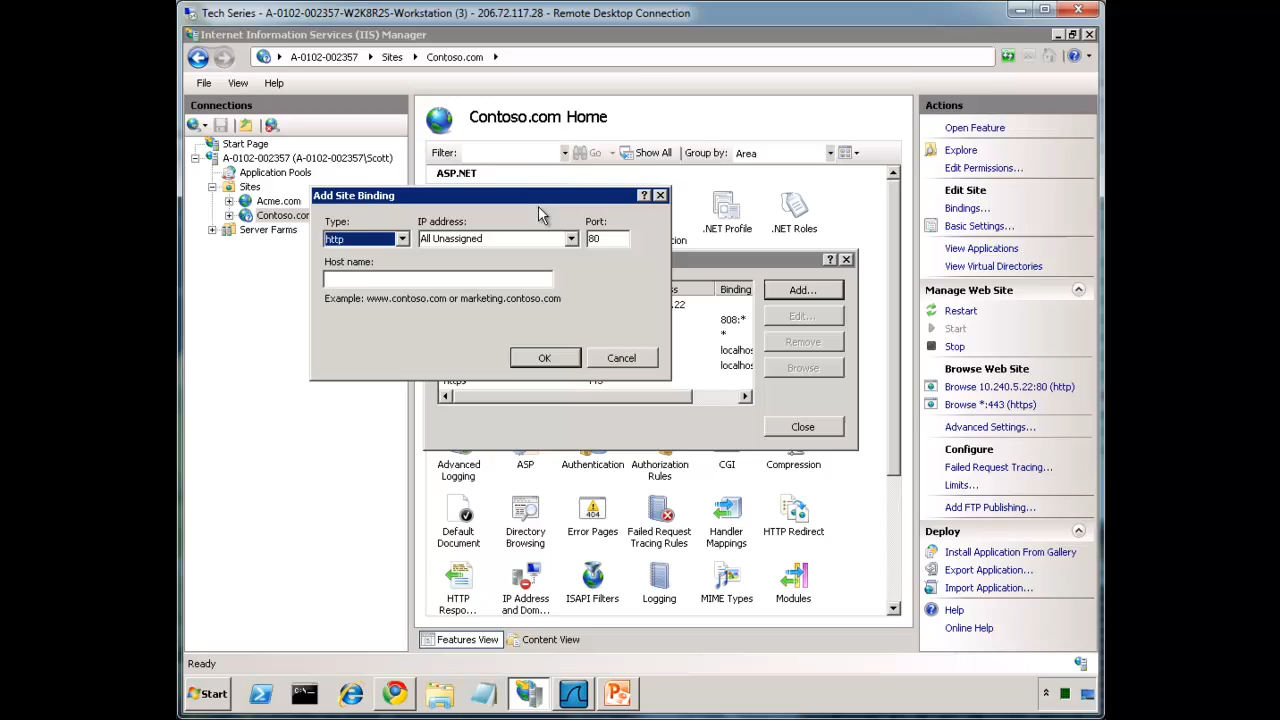 Tech Series - A-0102-002357-W2K8R2S-Workstation (3) - 206.72.117.28 - Remote Desktop Connection
Internet Information Services (IIS) Manager
A-0102-002357 Sites Contoso.com
File View Help
Connections
Start Page
A-0102-002357 (A-0102-002357\Scott)
Application Pools
Sites
Acme.com
Contoso.com
Server Farms
Contoso.com Home
Filter: Go Show All Group by: Area
ASP.NET
.NET Profile .NET Roles
Add Site Binding
Type: IP address: Port:
http All Unassigned 80
Host name:
Example: www.contoso.com or marketing.contoso.com
OK Cancel
Binding
.22
808:*
*
localhos
localhos
https 443
Add...
Edit...
Remove
Browse
Close
Advanced Logging ASP Authentication Authorization Rules CGI Compression
Default Document Directory Browsing Error Pages Failed Request Tracing Rules Handler Mappings HTTP Redirect
404
HTTP Respo... IP Address and Dom... ISAPI Filters Logging MIME Types Modules
Features View Content View
Actions
Open Feature
Explore
Edit Permissions...
Edit Site
Bindings...
Basic Settings...
View Applications
View Virtual Directories
Manage Web Site
Restart
Start
Stop
Browse Web Site
Browse 10.240.5.22:80 (http)
Browse *:443 (https)
Advanced Settings...
Configure
Failed Request Tracing...
Limits...
Add FTP Publishing...
Deploy
Install Application From Gallery
Export Application...
Import Application...
Help
Online Help
Ready
Start